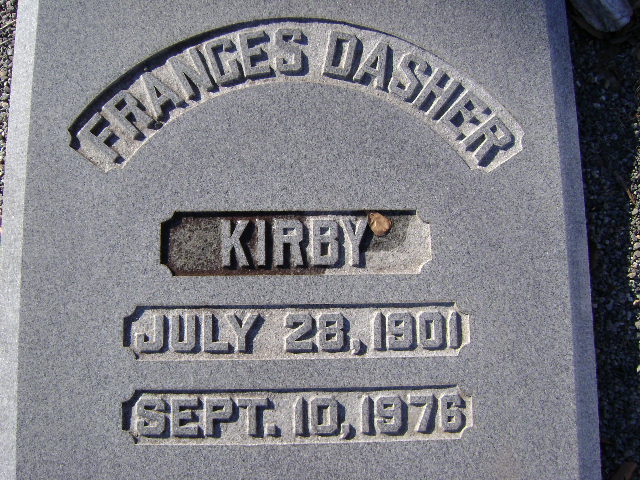 FRANCES DASHER
KIRBY
JULY 28, 1901
SEPT. 10, 1976